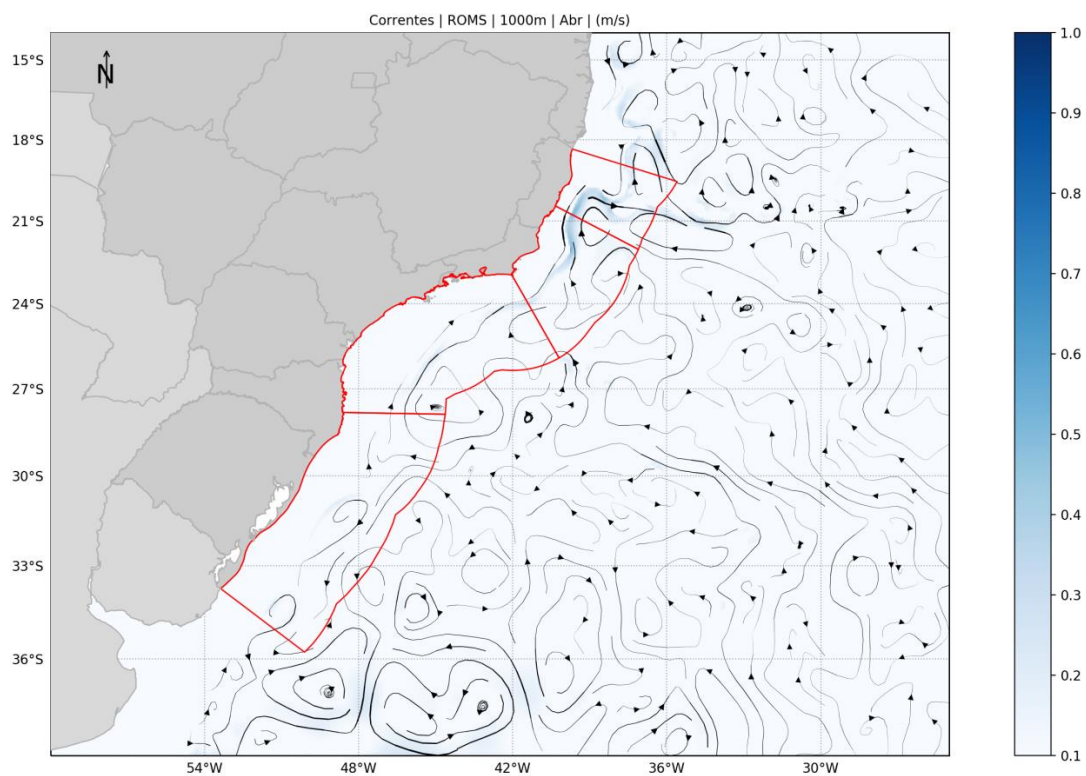 Correntes | ROMS | 1000m | Abr | (m/s)
N
15°S
18°S
21°S
24°S
27°S
30°S
33°S
36°S
54°W
48°W
42°W
36°W
30°W
1.0
0.9
0.8
0.7
0.6
0.5
0.4
0.3
0.2
0.1